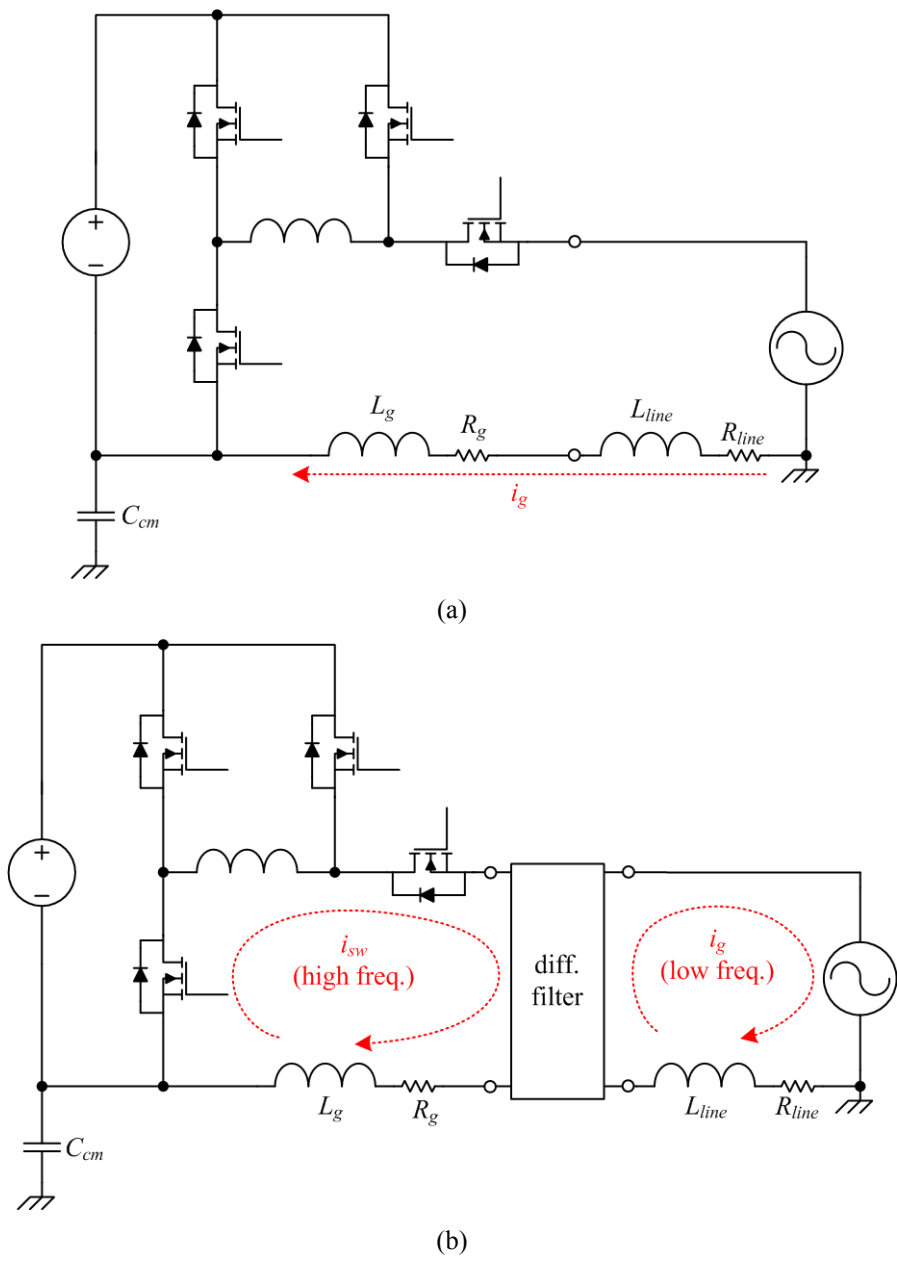 +
−
L_g
R_g
L_line
R_line
i_g
C_cm
(a)
+
−
i_sw
(high freq.)
diff.
filter
i_g
(low freq.)
L_g
R_g
L_line
R_line
C_cm
(b)